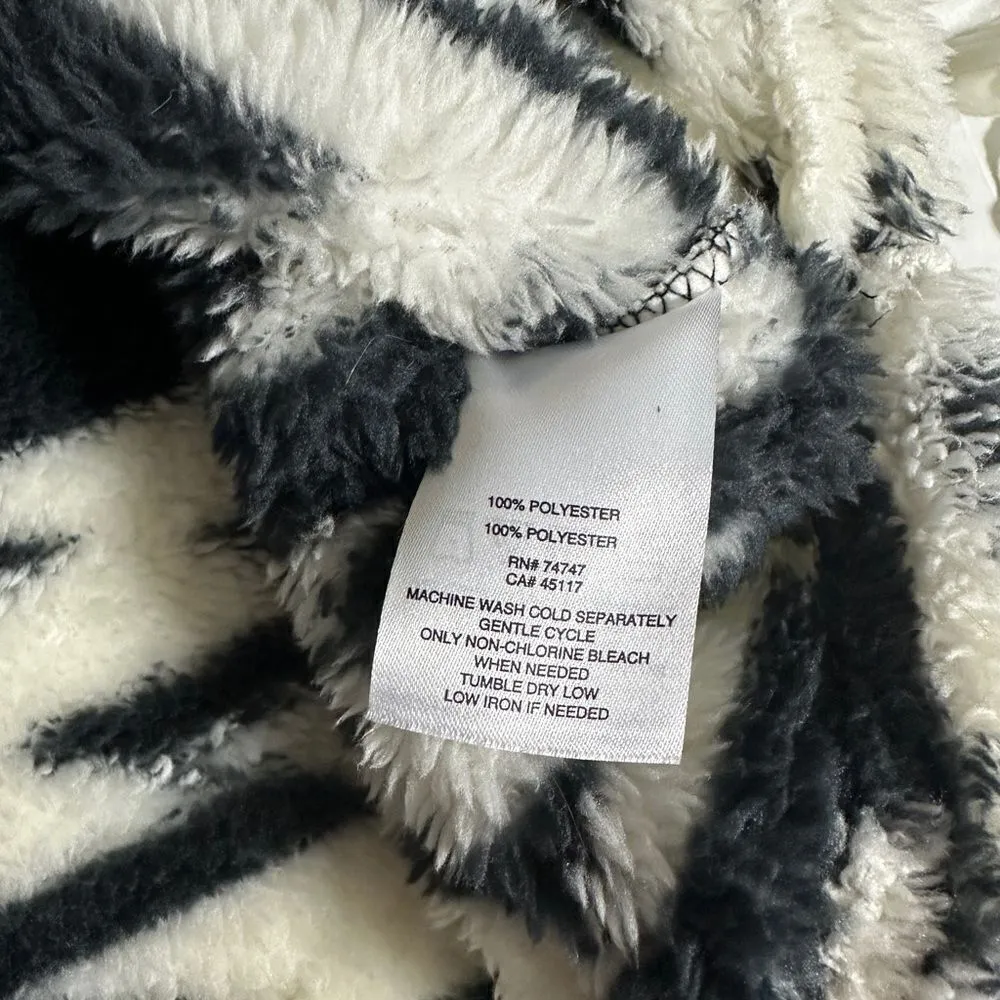 100% POLYESTER
100% POLYESTER
RN# 74747
CA# 45117
MACHINE WASH COLD SEPARATELY
GENTLE CYCLE
ONLY NON-CHLORINE BLEACH
WHEN NEEDED
TUMBLE DRY LOW
LOW IRON IF NEEDED